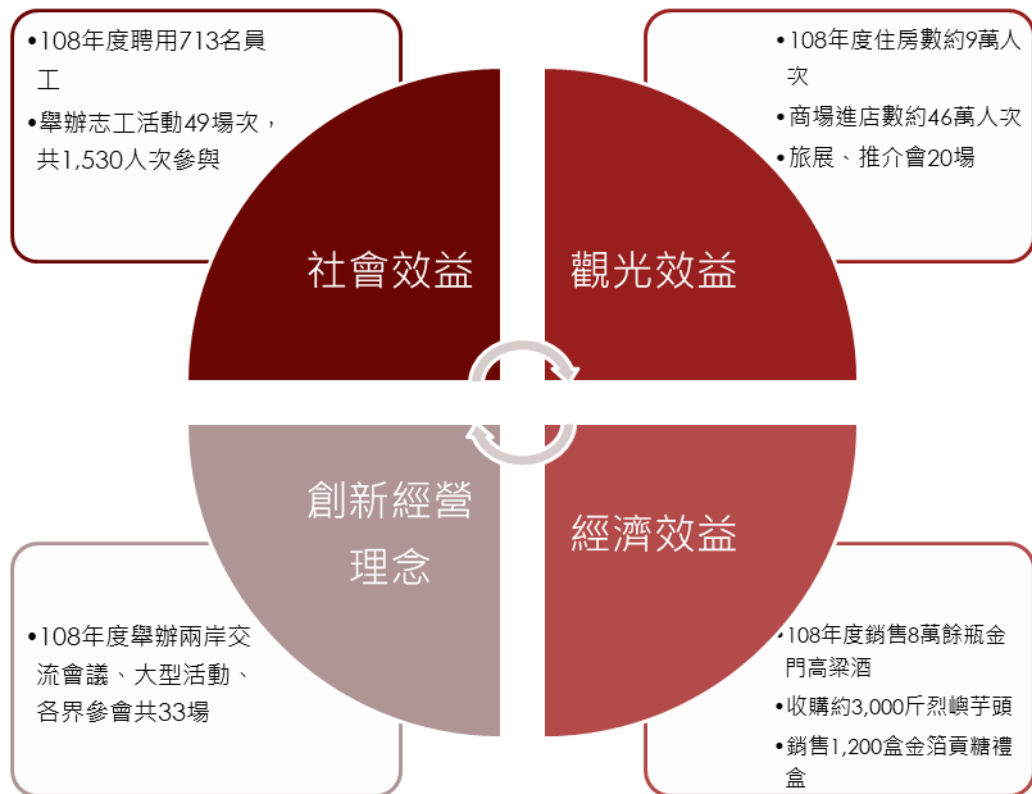 •108年度聘用713名員
工
•舉辦志工活動49場次，
共1,530人次參與
•108年度住房數約9萬人
次
•商場進店數約46萬人次
•旅展、推介會20場
社會效益
觀光效益
創新經營
理念
經濟效益
•108年度舉辦兩岸交
流會議、大型活動、
各界參會共33場
•108年度銷售8萬餘瓶金
門高粱酒
•收購約3,000斤烈嶼芋頭
•銷售1,200盒金箔貢糖禮
盒